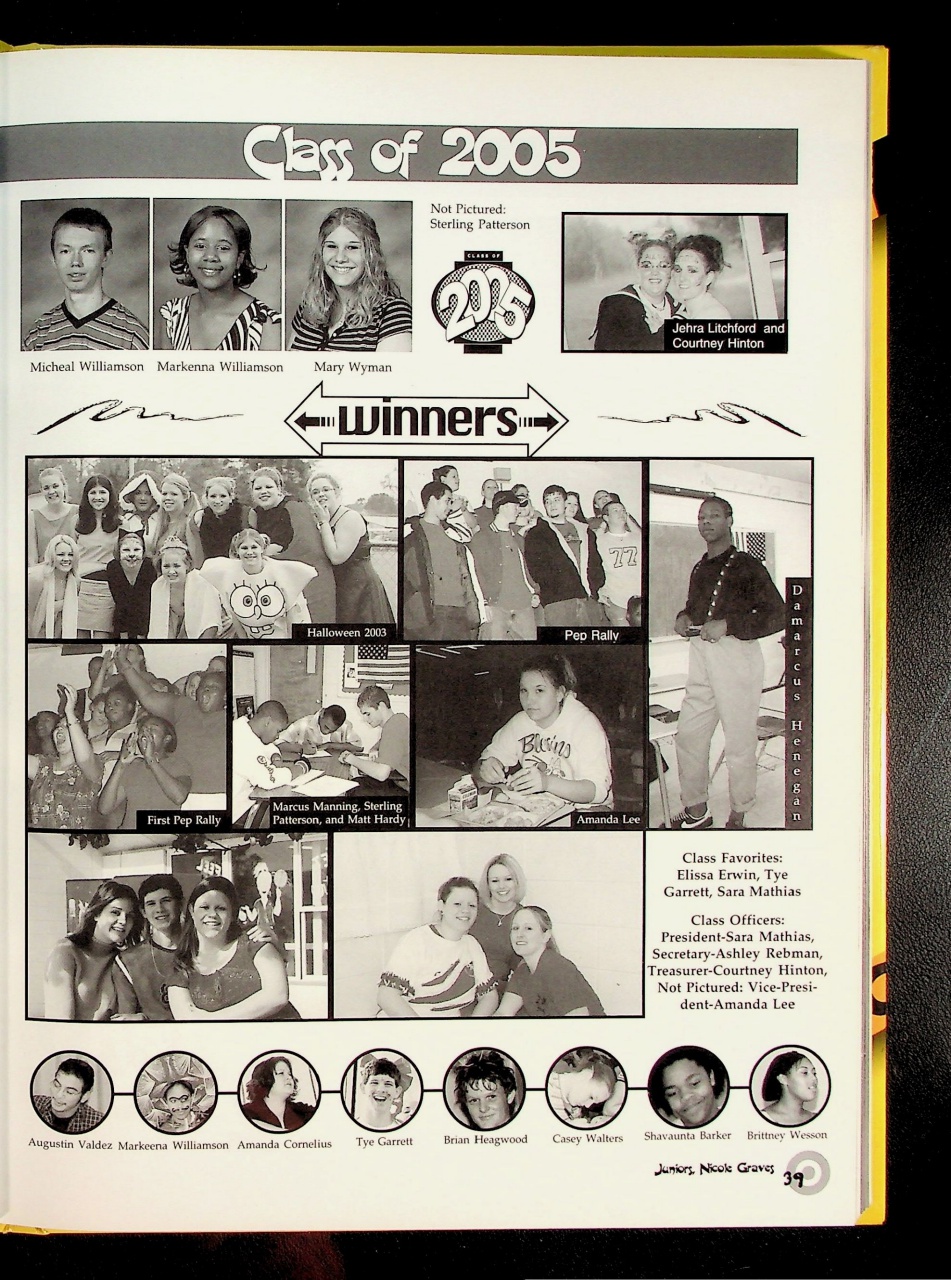 Class of 2005
Not Pictured:
Sterling Patterson
CLASS OF
2005
Jehra Litchford and
Courtney Hinton
Micheal Williamson
Markenna Williamson
Mary Wyman
winners
Halloween 2003
77
Pep Rally
Damarcus Henegan
First Pep Rally
Marcus Manning, Sterling
Patterson, and Matt Hardy
Amanda Lee
Class Favorites:
Elissa Erwin, Tye
Garrett, Sara Mathias
Class Officers:
President-Sara Mathias,
Secretary-Ashley Rebman,
Treasurer-Courtney Hinton,
Not Pictured: Vice-Presi-
dent-Amanda Lee
Augustin Valdez
Markeena Williamson
Amanda Cornelius
Tye Garrett
Brian Heagwood
Casey Walters
Shavaunta Barker
Brittney Wesson
Juniors, Nicole Graves
39